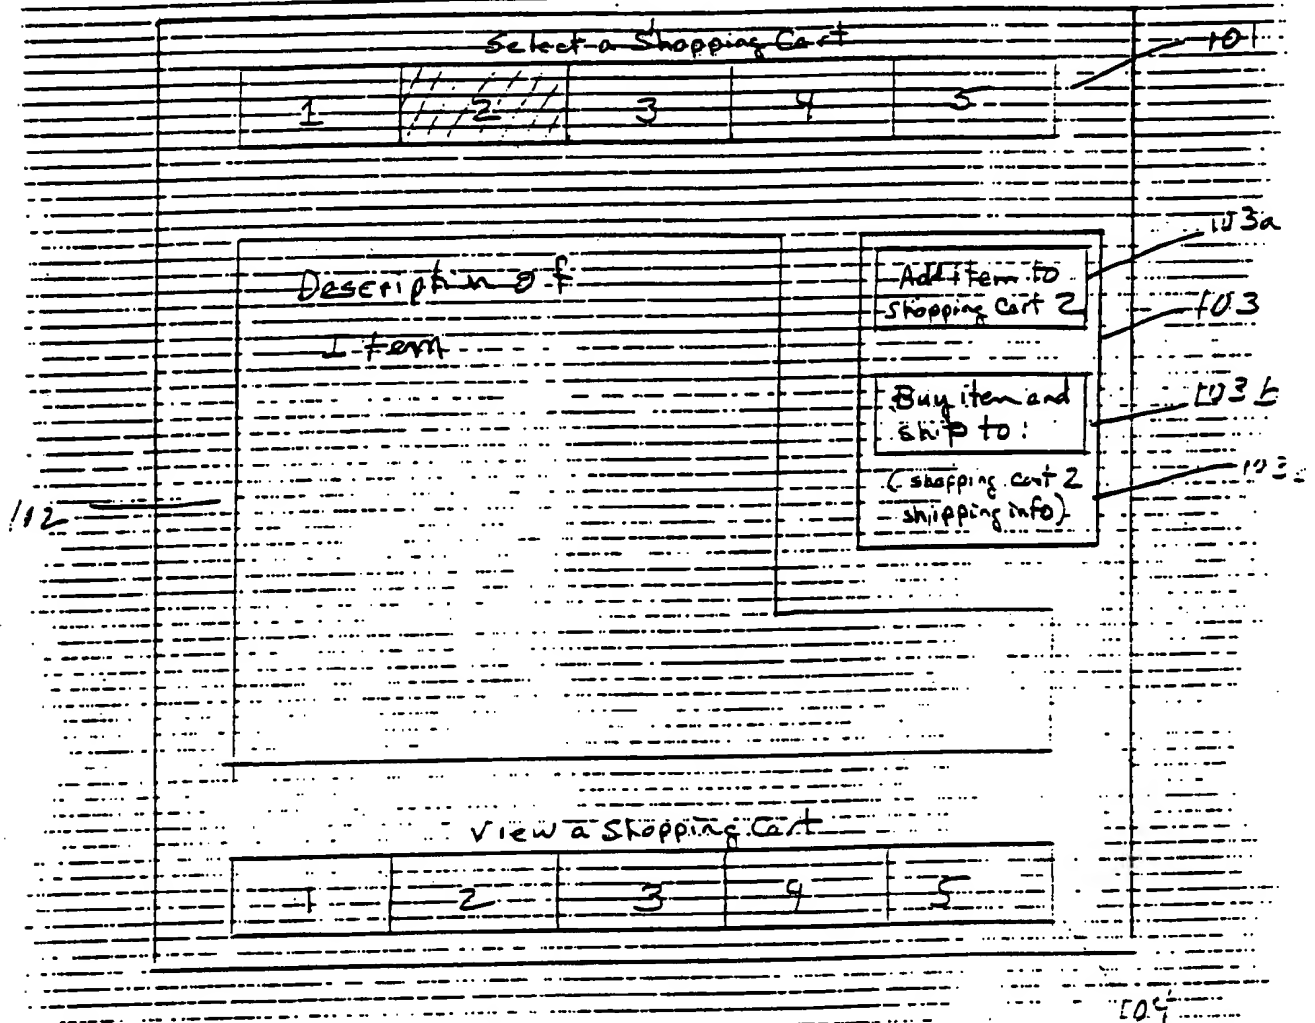 Select a Shopping Cart
101
1 2 3 4 5
103a
Description of
Item
Add item to
shopping cart 2
103
Buy item and
ship to:
103b
(shopping cart 2
shipping info)
102
View a Shopping Cart
1 2 3 4 5
104